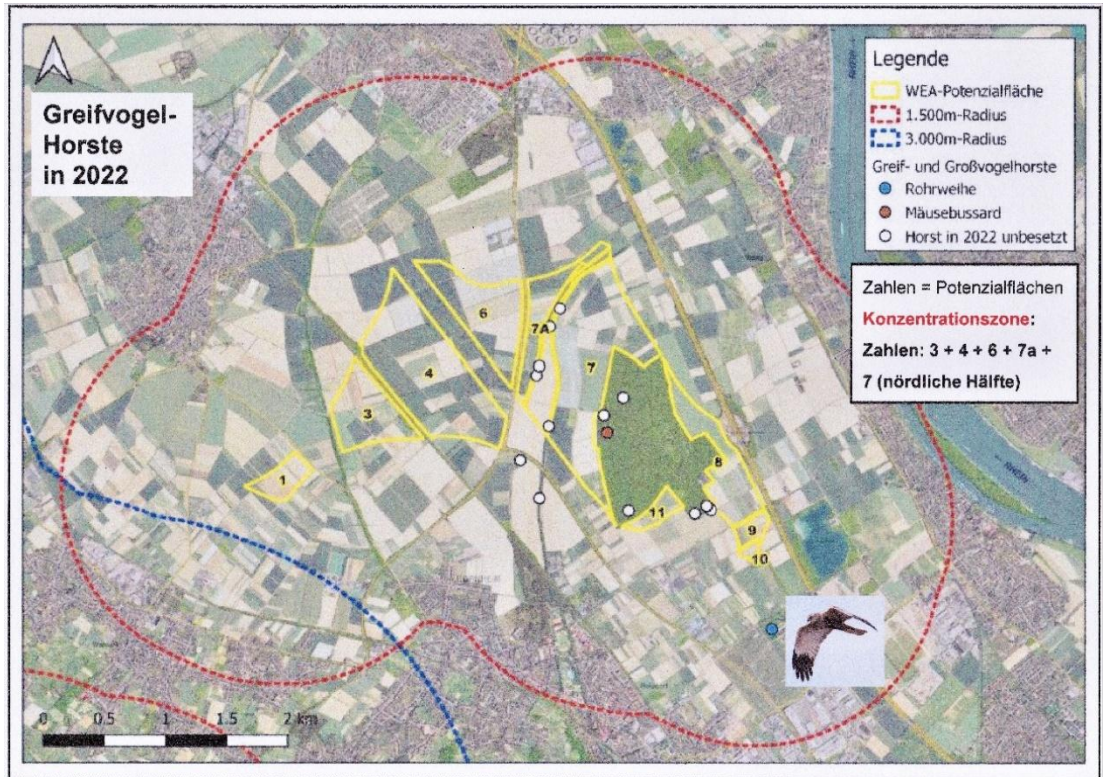 Greifvogel-
Horste
in 2022
Legende
WEA-Potenzialfläche
1.500m-Radius
3.000m-Radius
Greif- und Großvogelhorste
Rohrweihe
Mäusebussard
Horst in 2022 unbesetzt
Zahlen = Potenzialflächen
Konzentrationszone:
Zahlen: 3 + 4 + 6 + 7a +
7 (nördliche Hälfte)
6
7A
4
7
3
8
1
11
9
10
RHEIN
0 0.5 1 1.5 2 km